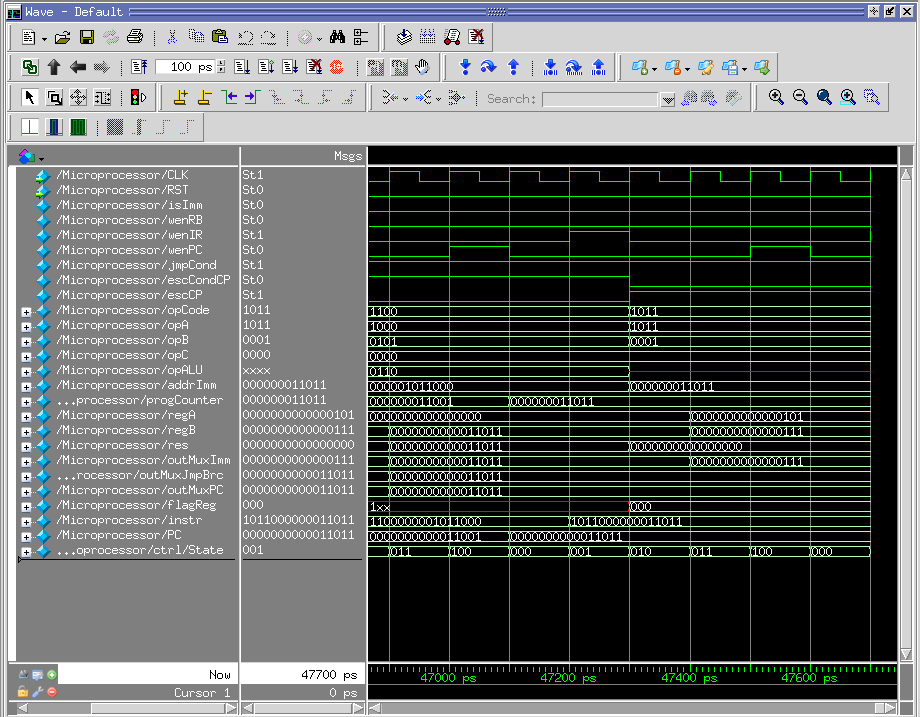 Wave - Default
100 ps
Search:
Msgs
/Microprocessor/CLK St1
/Microprocessor/RST St0
/Microprocessor/isImm St0
/Microprocessor/wenRB St0
/Microprocessor/wenIR St1
/Microprocessor/wenPC St0
/Microprocessor/jmpCond St1
/Microprocessor/escCondCP St0
/Microprocessor/escCP St1
/Microprocessor/opCode 1011 1100 1011
/Microprocessor/opA 1011 1000 1011
/Microprocessor/opB 0001 0101 0001
/Microprocessor/opC 0000 0000
/Microprocessor/opALU xxxx 0110
/Microprocessor/addrImm 000000011011 000001011000 000000011011
...processor/progCounter 000000011011 000000011001 000000011011
/Microprocessor/regA 0000000000000101 0000000000000000 0000000000000101
/Microprocessor/regB 0000000000000111 0000000000011011 0000000000000111
/Microprocessor/res 0000000000000000 0000000000011011 0000000000000000
/Microprocessor/outMuxImm 0000000000000111 0000000000011011 0000000000000111
...rocessor/outMuxJmpBrc 0000000000011011 0000000000011011
/Microprocessor/outMuxPC 0000000000011011 0000000000011011
/Microprocessor/flagReg 000 1xx 000
/Microprocessor/instr 1011000000011011 1100000001011000 1011000000011011
/Microprocessor/PC 0000000000011011 0000000000011001 0000000000011011
...oprocessor/ctrl/State 001 011 100 000 001 010 011 100 000
Now 47700 ps 47000 ps 47200 ps 47400 ps 47600 ps
Cursor 1 0 ps